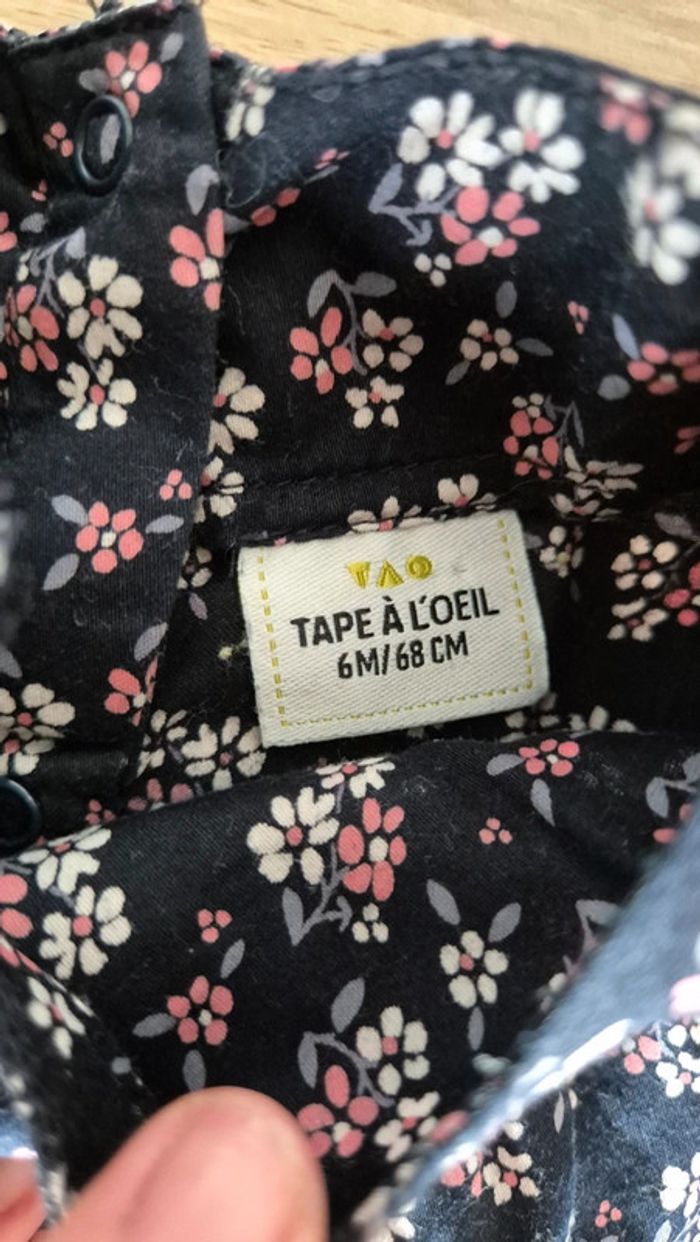 TAO
TAPE À L'OEIL
6M/68 CM